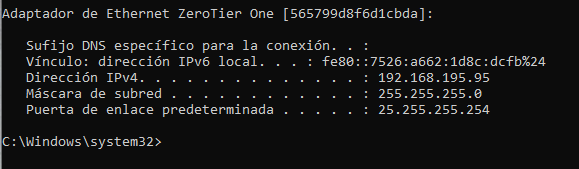 Adaptador de Ethernet ZeroTier One [565799d8f6d1cbda]:
Sufijo DNS específico para la conexión. . :
Vínculo: dirección IPv6 local. . . : fe80::7526:a662:1d8c:dcfb%24
Dirección IPv4. . . . . . . . . . . . . . : 192.168.195.95
Máscara de subred . . . . . . . . . . . . : 255.255.255.0
Puerta de enlace predeterminada . . . . . : 25.255.255.254
C:\Windows\system32>